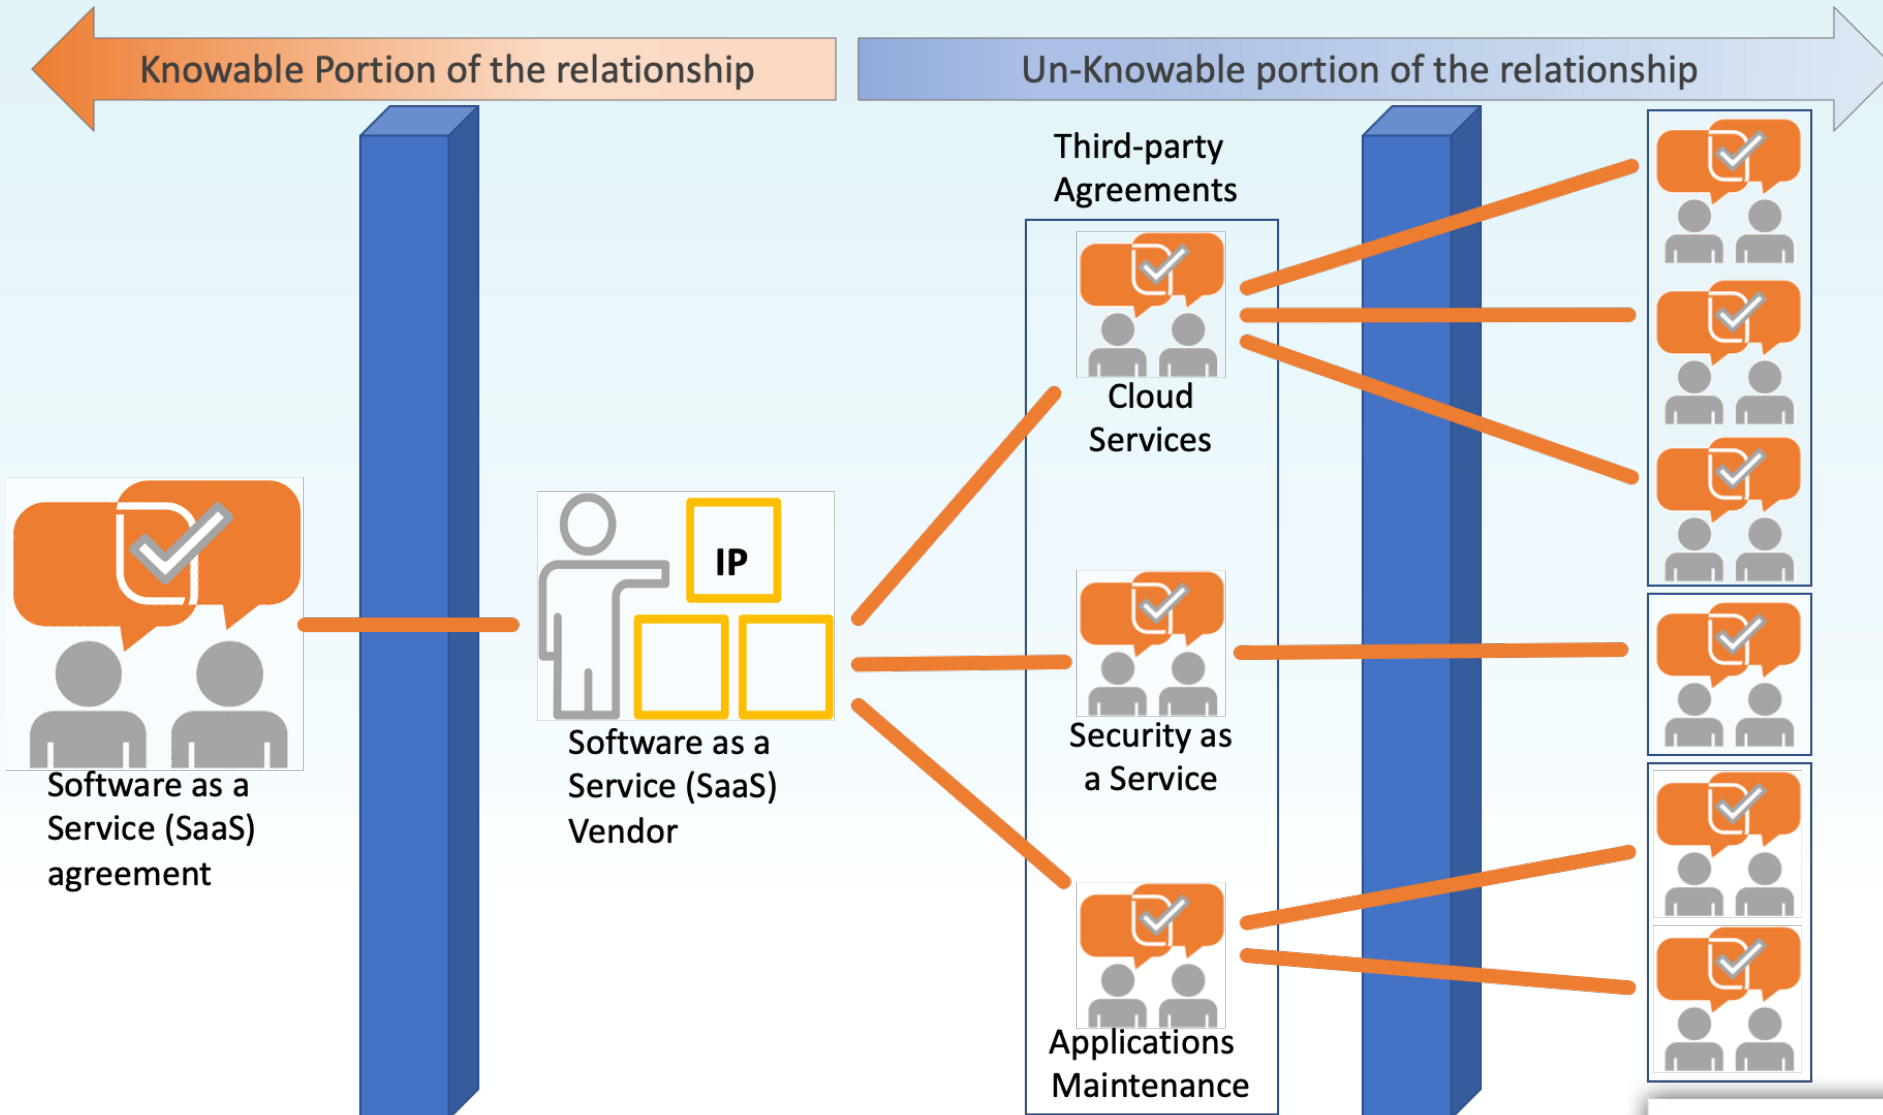 Knowable Portion of the relationship
Un-Knowable portion of the relationship
Third-party
Agreements
Cloud
Services
IP
Software as a
Service (SaaS)
agreement
Software as a
Service (SaaS)
Vendor
Security as
a Service
Applications
Maintenance